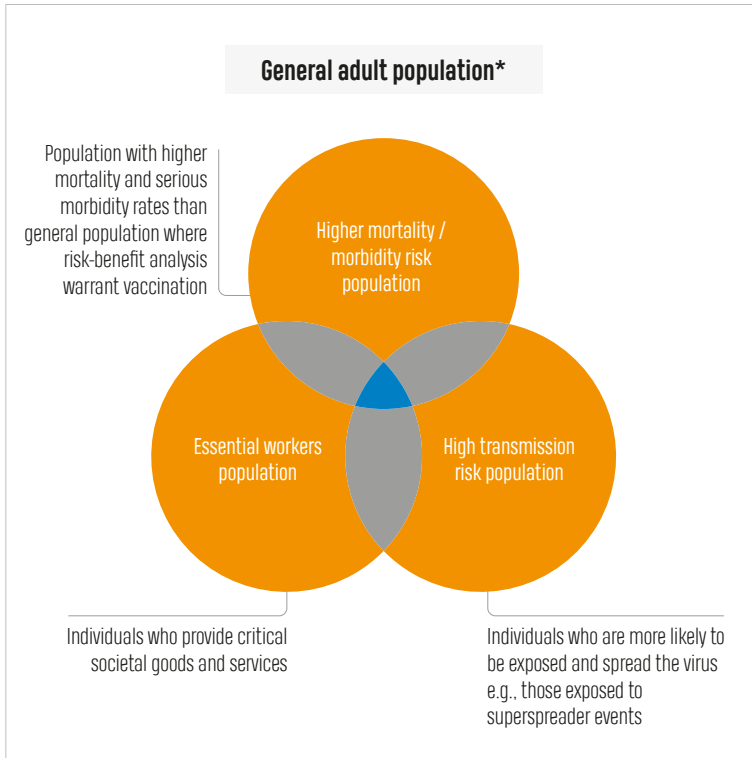 General adult population*
Population with higher
mortality and serious
morbidity rates than
general population where
risk-benefit analysis
warrant vaccination
Higher mortality /
morbidity risk
population
Essential workers
population
High transmission
risk population
Individuals who provide critical
societal goods and services
Individuals who are more likely to
be exposed and spread the virus
e.g., those exposed to
superspreader events